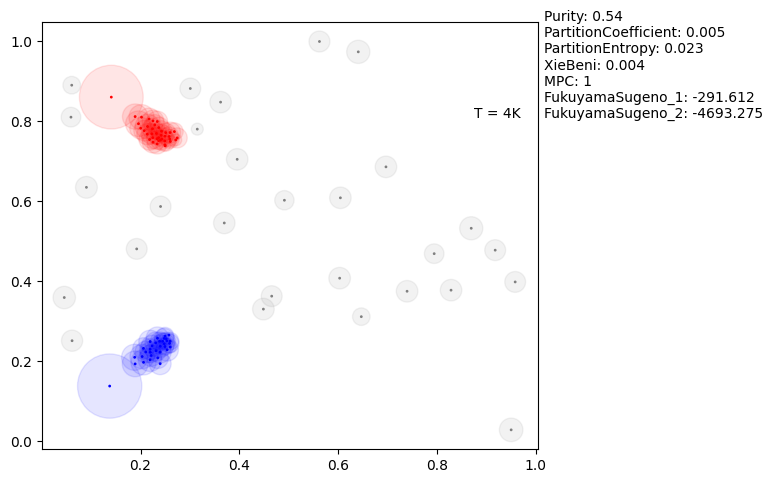 Purity: 0.54
PartitionCoefficient: 0.005
PartitionEntropy: 0.023
XieBeni: 0.004
MPC: 1
FukuyamaSugeno_1: -291.612
FukuyamaSugeno_2: -4693.275
T = 4K
1.0
0.8
0.6
0.4
0.2
0.0
0.2 0.4 0.6 0.8 1.0